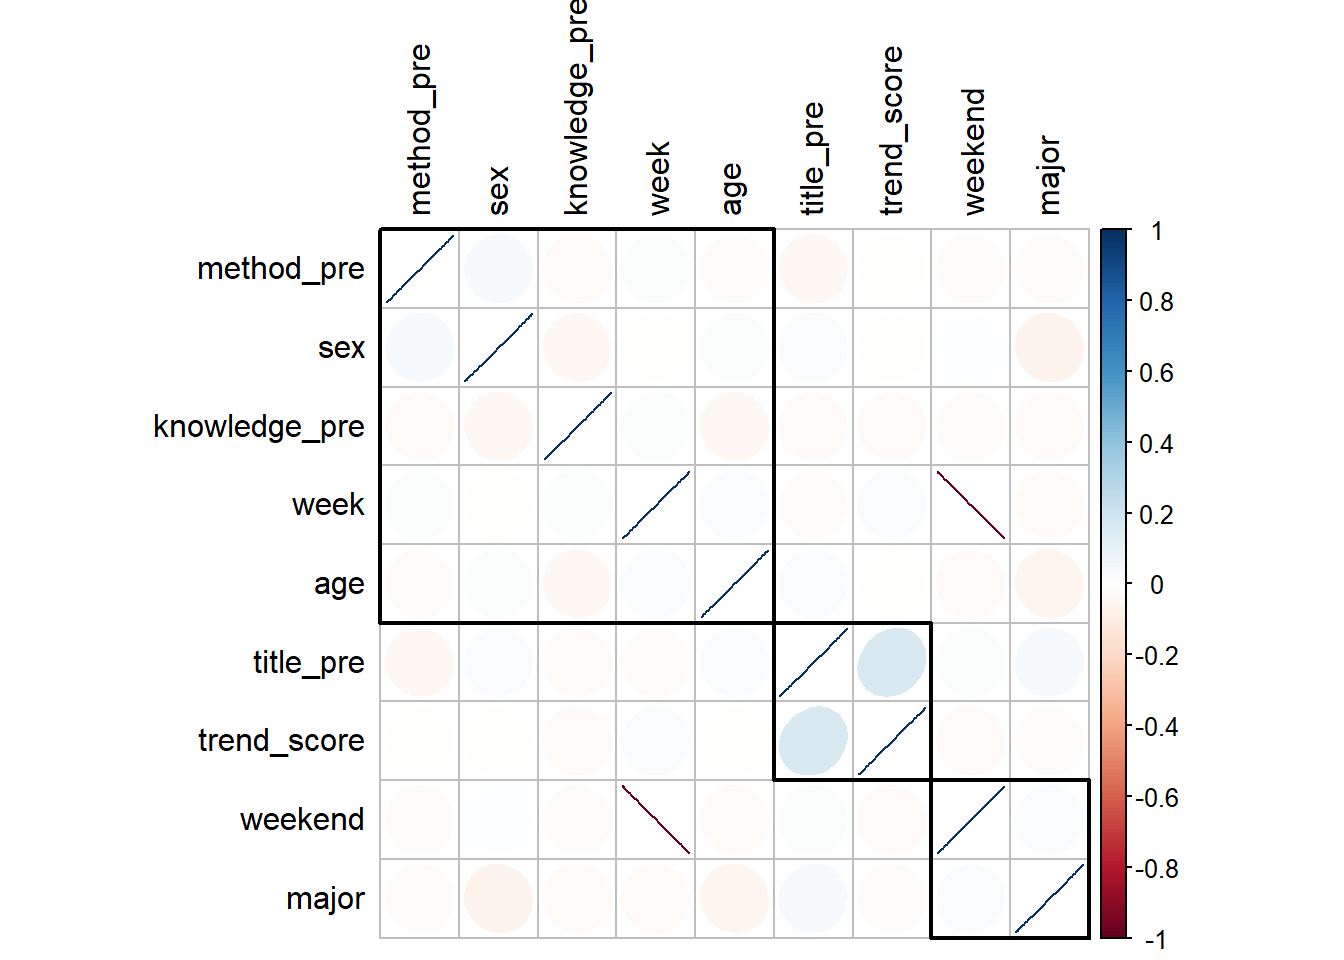 method_pre
sex
knowledge_pre
week
age
title_pre
trend_score
weekend
major
method_pre
sex
knowledge_pre
week
age
title_pre
trend_score
weekend
major
1
0.8
0.6
0.4
0.2
0
-0.2
-0.4
-0.6
-0.8
-1